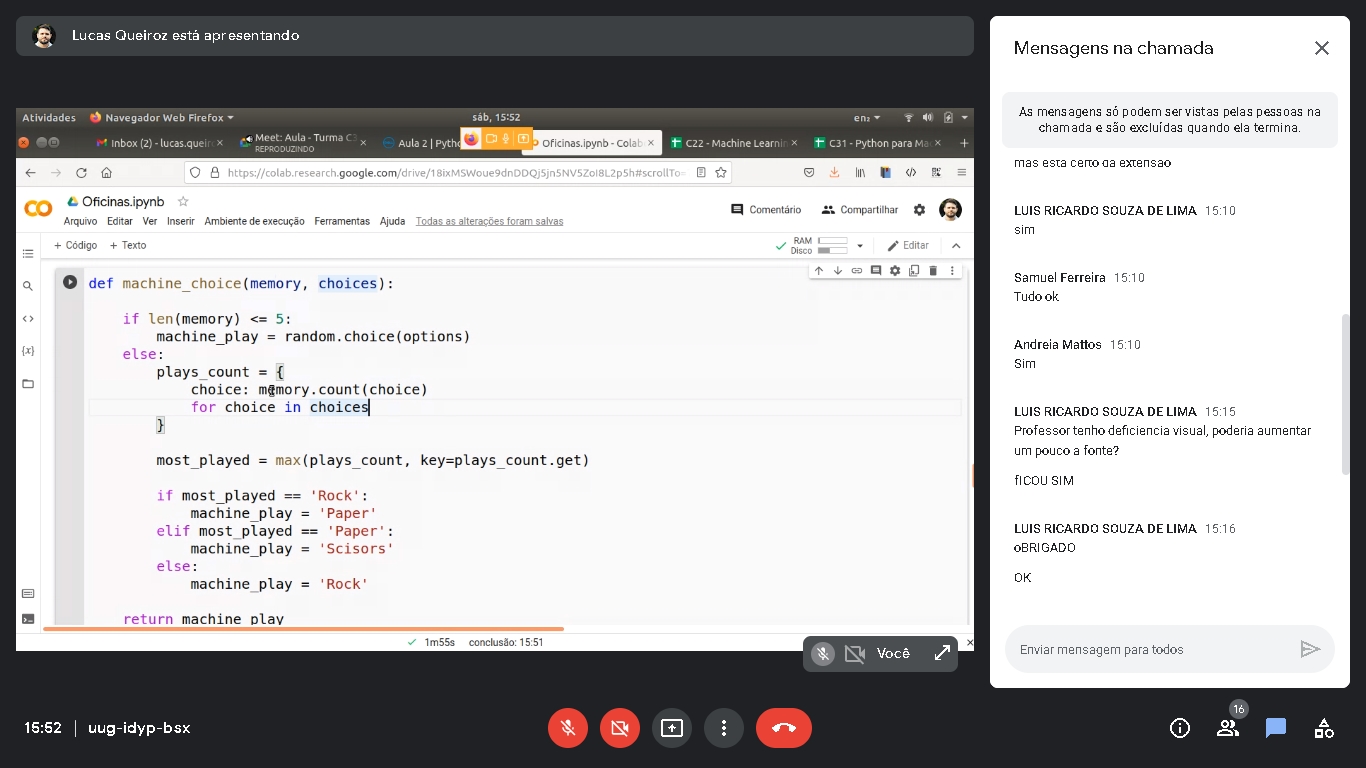 Lucas Queiroz está apresentando
Atividades
Navegador Web Firefox
sáb, 15:52
en₂
Inbox (2) - lucas.queir
Meet: Aula - Turma C3
REPRODUZINDO
Aula 2 | Pytho
Oficinas.ipynb - Colab
C22 - Machine Learnin
C31 - Python para Ma
https://colab.research.google.com/drive/18ixMSWoue9dnDDQj5jn5NV5ZoI8L2p5h#scrollTo=
Oficinas.ipynb
Comentário
Compartilhar
Arquivo Editar Ver Inserir Ambiente de execução Ferramentas Ajuda Todas as alterações foram salvas
+ Código + Texto
RAM
Disco
Editar
def machine_choice(memory, choices):
if len(memory) <= 5:
machine_play = random.choice(options)
else:
plays_count = {
choice: memory.count(choice)
for choice in choices
}
most_played = max(plays_count, key=plays_count.get)
if most_played == 'Rock':
machine_play = 'Paper'
elif most_played == 'Paper':
machine_play = 'Scisors'
else:
machine_play = 'Rock'
return machine_play
1m55s conclusão: 15:51
Você
15:52 | uug-idyp-bsx
Mensagens na chamada
As mensagens só podem ser vistas pelas pessoas na
chamada e são excluídas quando ela termina.
mas esta certo da extensao
LUIS RICARDO SOUZA DE LIMA 15:10
sim
Samuel Ferreira 15:10
Tudo ok
Andreia Mattos 15:10
Sim
LUIS RICARDO SOUZA DE LIMA 15:15
Professor tenho deficiencia visual, poderia aumentar
um pouco a fonte?
fICOU SIM
LUIS RICARDO SOUZA DE LIMA 15:16
oBRIGADO
OK
Enviar mensagem para todos
16